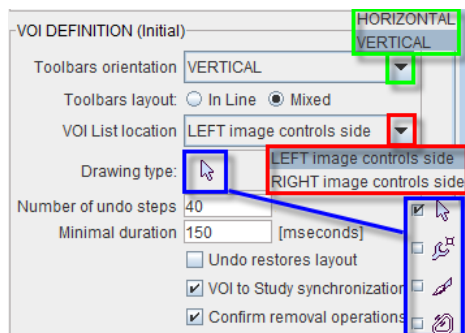 HORIZONTAL
VOI DEFINITION (Initial)
VERTICAL
Toolbars orientation VERTICAL
Toolbars layout: In Line Mixed
VOI List location LEFT image controls side
LEFT image controls side
Drawing type:
RIGHT image controls side
Number of undo steps 40
Minimal duration 150 [mseconds]
Undo restores layout
VOI to Study synchronization
Confirm removal operations